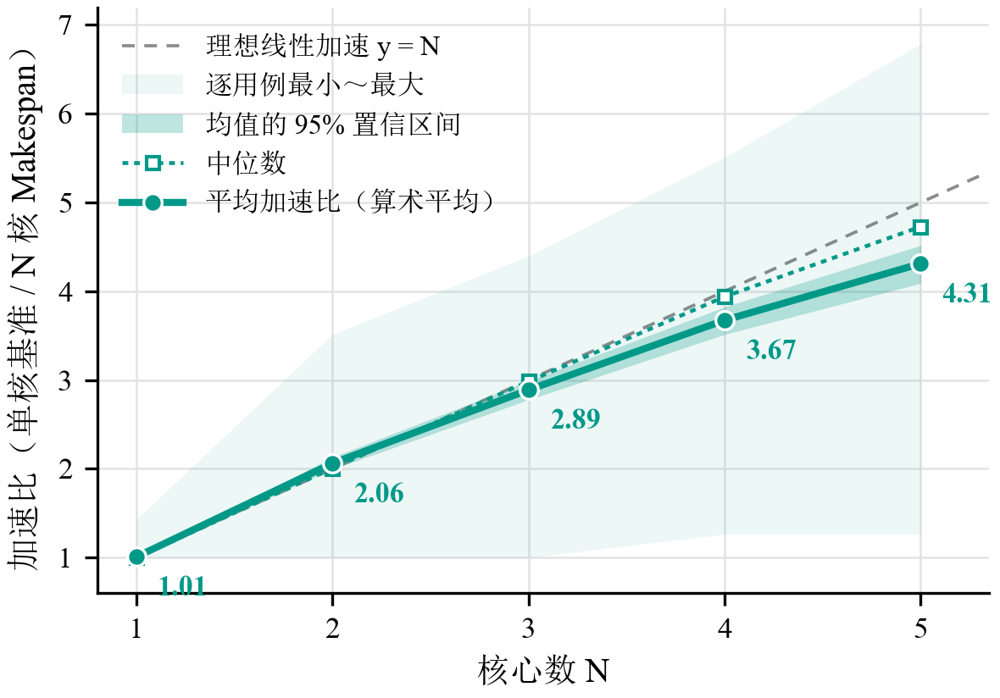 加速比（单核基准 / N 核 Makespan）
7
6
5
4
3
2
1
理想线性加速 y = N
逐用例最小～最大
均值的 95% 置信区间
中位数
平均加速比（算术平均）
1.01
2.06
2.89
3.67
4.31
1
2
3
4
5
核心数 N